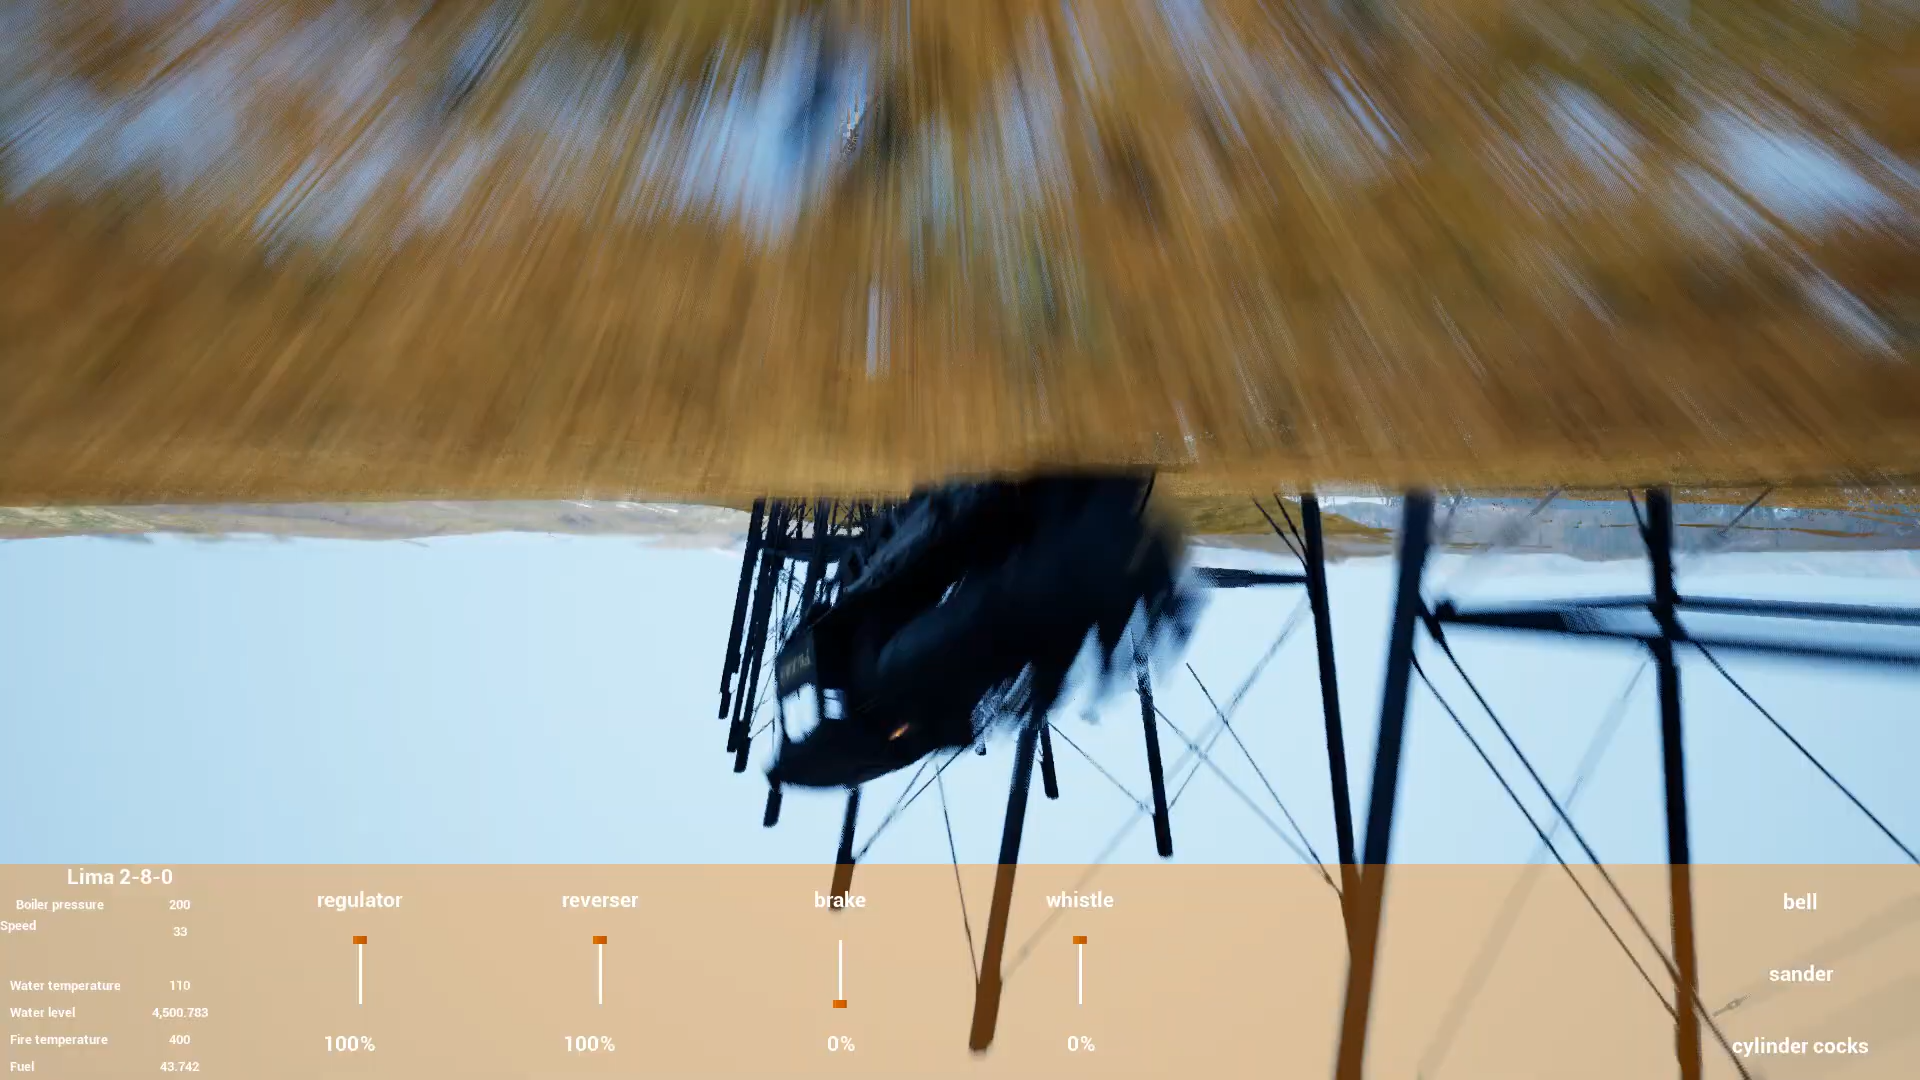 Lima 2-8-0
Boiler pressure 200
Speed 33
Water temperature 110
Water level 4,500.783
Fire temperature 400
Fuel 43.742
regulator
100%
reverser
100%
brake
0%
whistle
0%
bell
sander
cylinder cocks